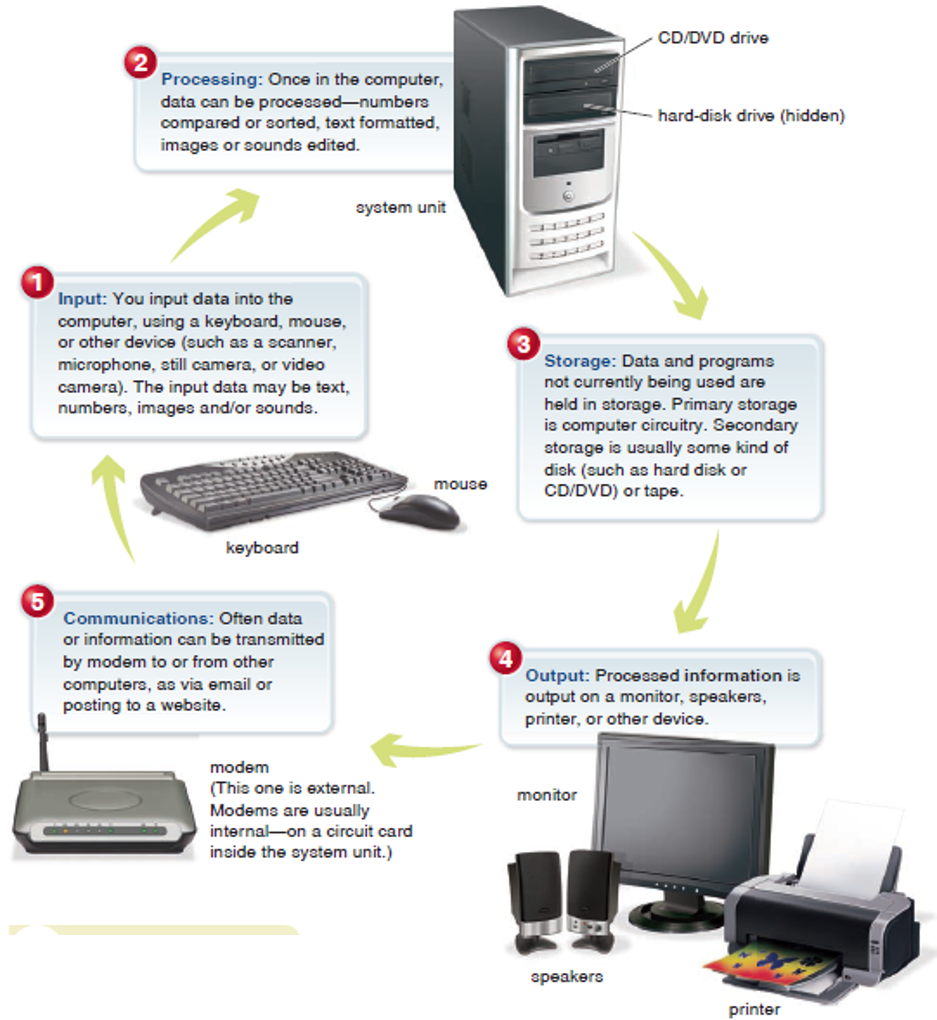 CD/DVD drive
hard-disk drive (hidden)
2
Processing: Once in the computer,
data can be processed—numbers
compared or sorted, text formatted,
images or sounds edited.
system unit
1
Input: You input data into the
computer, using a keyboard, mouse,
or other device (such as a scanner,
microphone, still camera, or video
camera). The input data may be text,
numbers, images and/or sounds.
mouse
keyboard
3
Storage: Data and programs
not currently being used are
held in storage. Primary storage
is computer circuitry. Secondary
storage is usually some kind of
disk (such as hard disk or
CD/DVD) or tape.
5
Communications: Often data
or information can be transmitted
by modem to or from other
computers, as via email or
posting to a website.
modem
(This one is external.
Modems are usually
internal—on a circuit card
inside the system unit.)
4
Output: Processed information is
output on a monitor, speakers,
printer, or other device.
monitor
speakers
printer